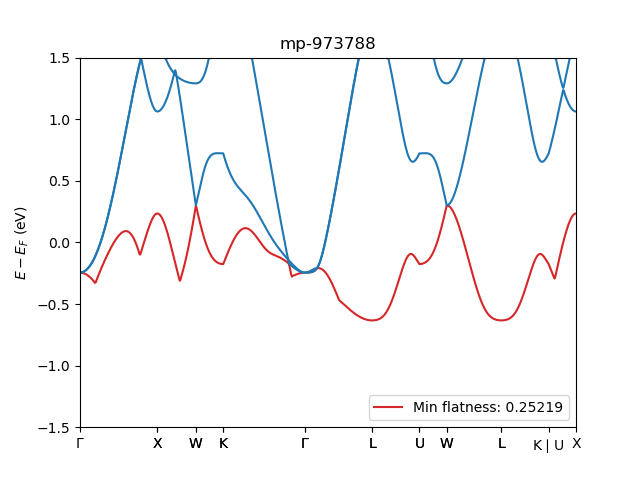 mp-973788
1.5
1.0
0.5
0.0
−0.5
−1.0
−1.5
E − E_F (eV)
Min flatness: 0.25219
Γ X W K Γ L U W L K | U X